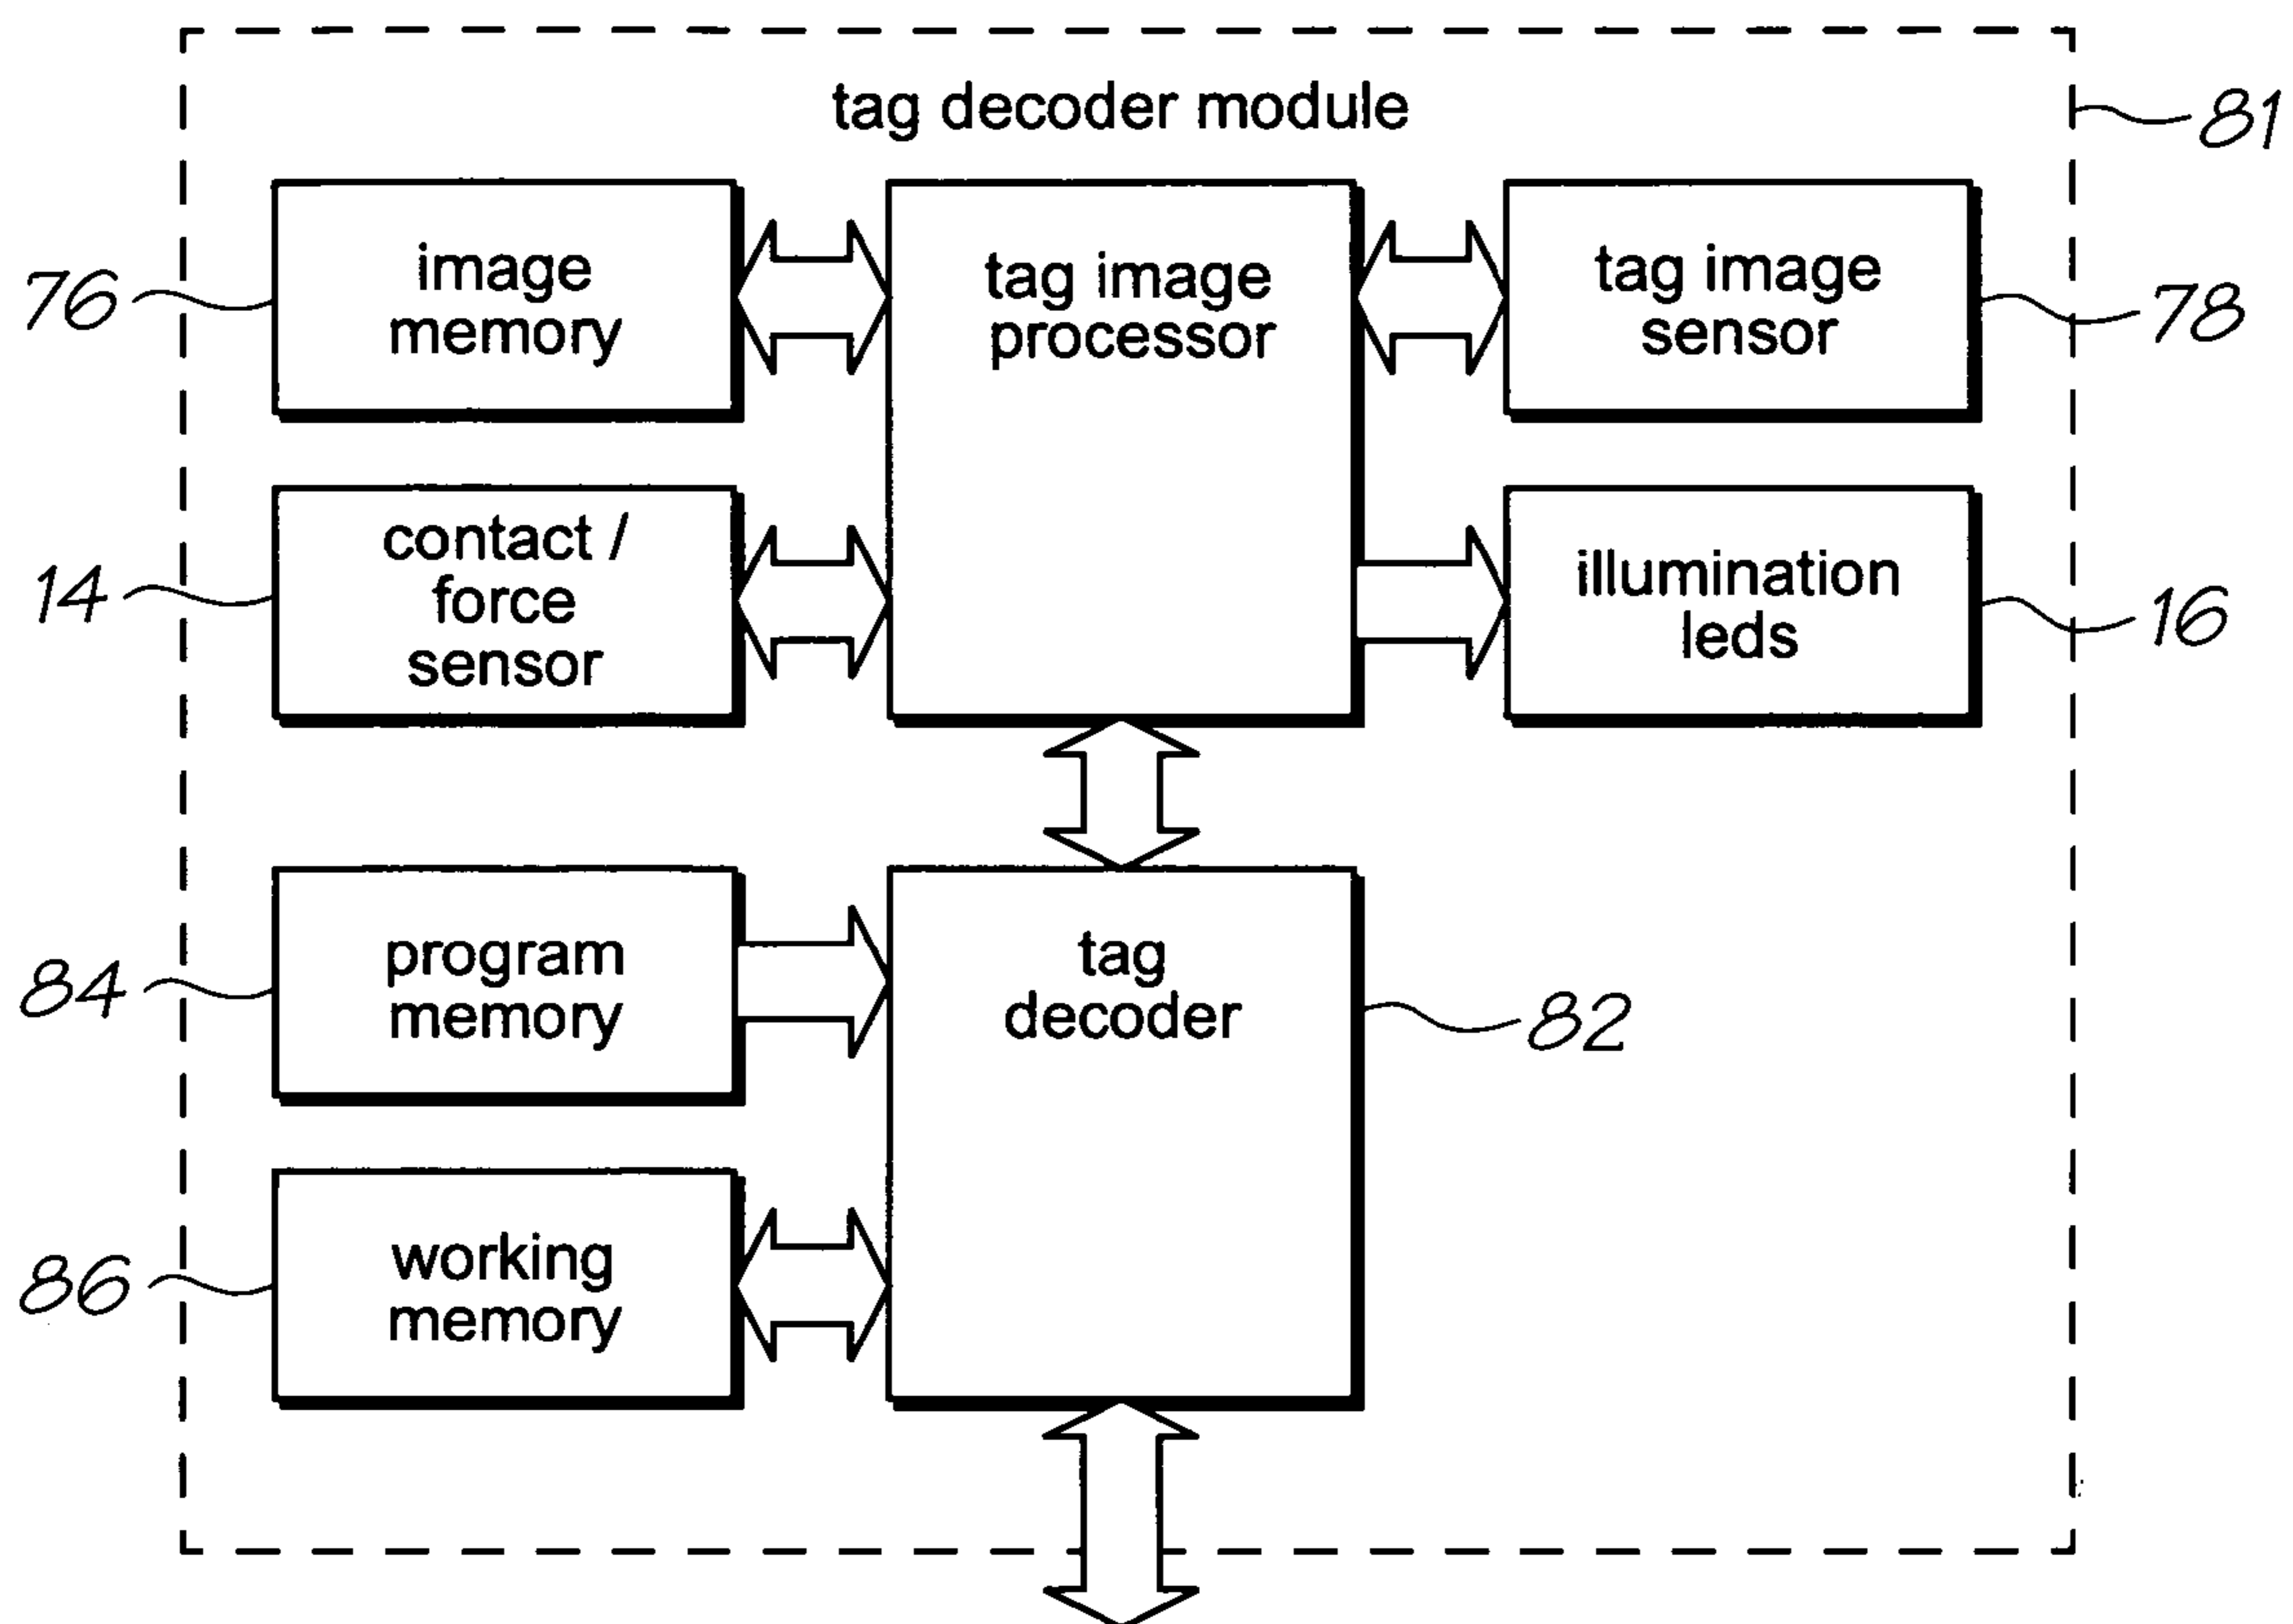 tag decoder module
81
76
image
memory
tag image
processor
tag image
sensor
78
14
contact /
force
sensor
illumination
leds
16
84
program
memory
tag
decoder
82
86
working
memory